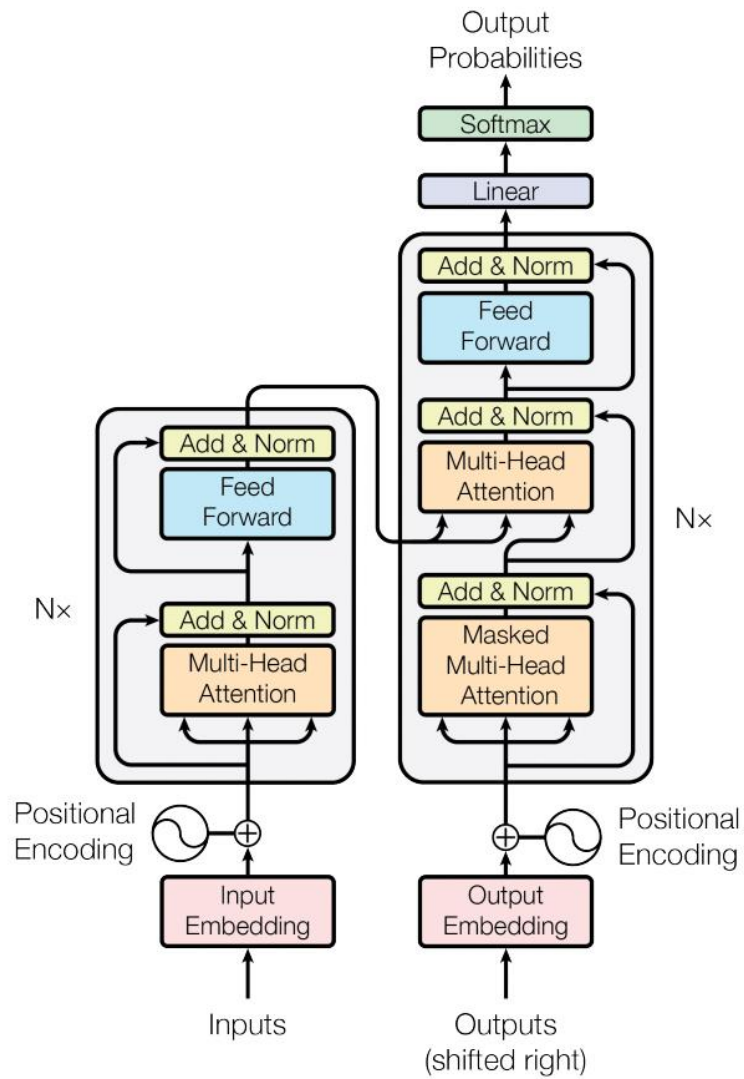 Output
Probabilities
Softmax
Linear
Add & Norm
Feed
Forward
Add & Norm
Multi-Head
Attention
Add & Norm
Masked
Multi-Head
Attention
Nx
Add & Norm
Feed
Forward
Add & Norm
Multi-Head
Attention
Nx
Positional
Encoding
Positional
Encoding
Input
Embedding
Output
Embedding
Inputs
Outputs
(shifted right)